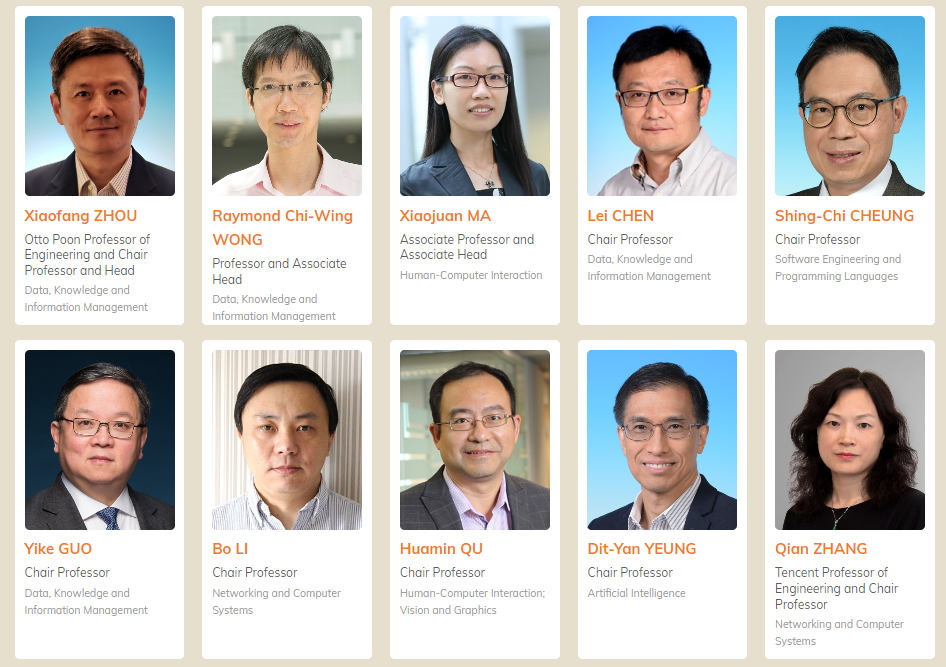 Xiaofang ZHOU
Otto Poon Professor of
Engineering and Chair
Professor and Head
Data, Knowledge and
Information Management
Raymond Chi-Wing
WONG
Professor and Associate
Head
Data, Knowledge and
Information Management
Xiaojuan MA
Associate Professor and
Associate Head
Human-Computer Interaction
Lei CHEN
Chair Professor
Data, Knowledge and
Information Management
Shing-Chi CHEUNG
Chair Professor
Software Engineering and
Programming Languages
Yike GUO
Chair Professor
Data, Knowledge and
Information Management
Bo LI
Chair Professor
Networking and Computer
Systems
Huamin QU
Chair Professor
Human-Computer Interaction;
Vision and Graphics
Dit-Yan YEUNG
Chair Professor
Artificial Intelligence
Qian ZHANG
Tencent Professor of
Engineering and Chair
Professor
Networking and Computer
Systems